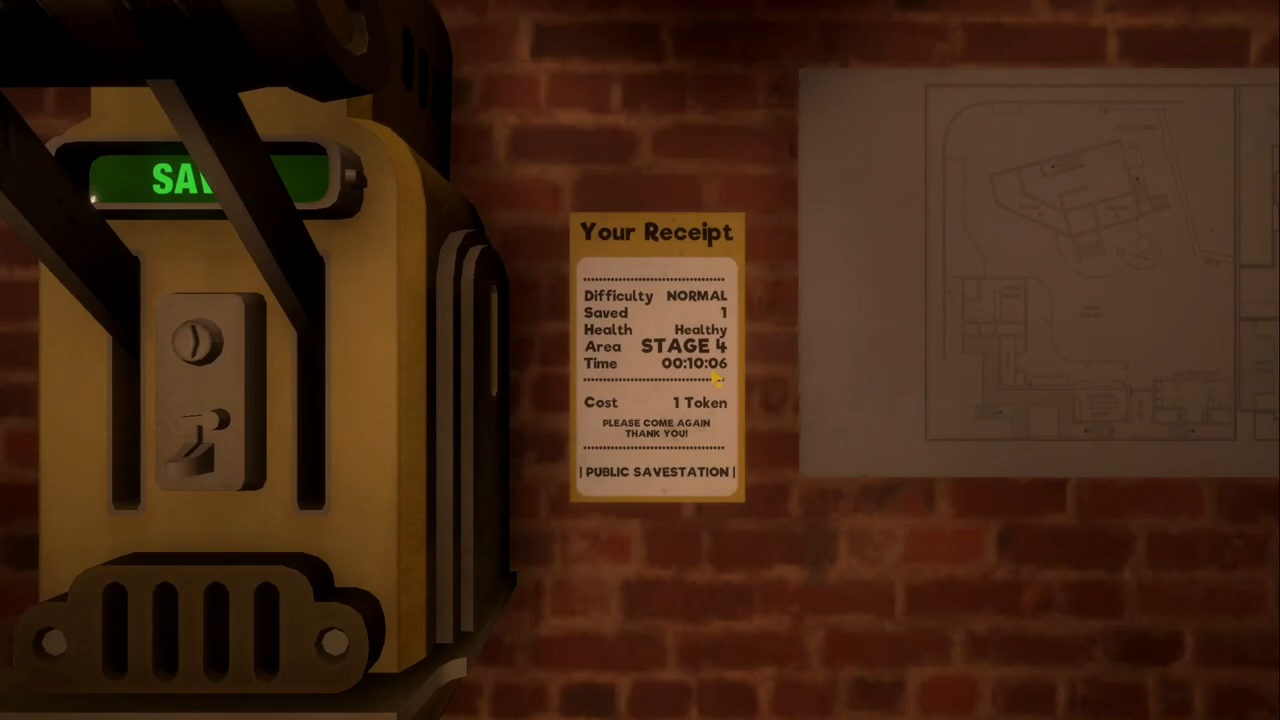 SAV
Your Receipt
Difficulty NORMAL
Saved 1
Health Healthy
Area STAGE 4
Time 00:10:06
Cost 1 Token
PLEASE COME AGAIN
THANK YOU!
| PUBLIC SAVESTATION |